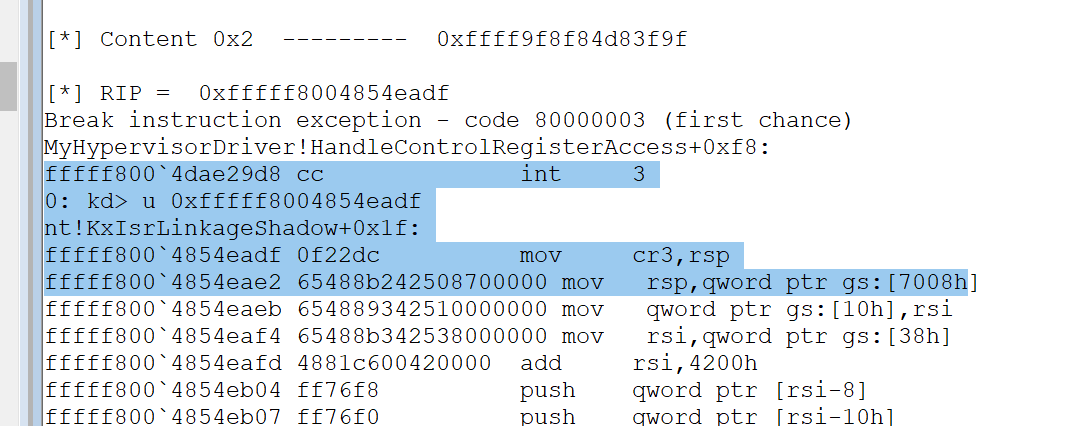 [*] Content 0x2  ---------  0xffff9f8f84d83f9f
[*] RIP =  0xfffff8004854eadf
Break instruction exception - code 80000003 (first chance)
MyHypervisorDriver!HandleControlRegisterAccess+0xf8:
fffff800`4dae29d8 cc              int     3
0: kd> u 0xfffff8004854eadf
nt!KxIsrLinkageShadow+0x1f:
fffff800`4854eadf 0f22dc          mov     cr3,rsp
fffff800`4854eae2 65488b242508700000 mov   rsp,qword ptr gs:[7008h]
fffff800`4854eaeb 654889342510000000 mov   qword ptr gs:[10h],rsi
fffff800`4854eaf4 65488b342538000000 mov   rsi,qword ptr gs:[38h]
fffff800`4854eafd 4881c600420000  add     rsi,4200h
fffff800`4854eb04 ff76f8          push    qword ptr [rsi-8]
fffff800`4854eb07 ff76f0          push    qword ptr [rsi-10h]